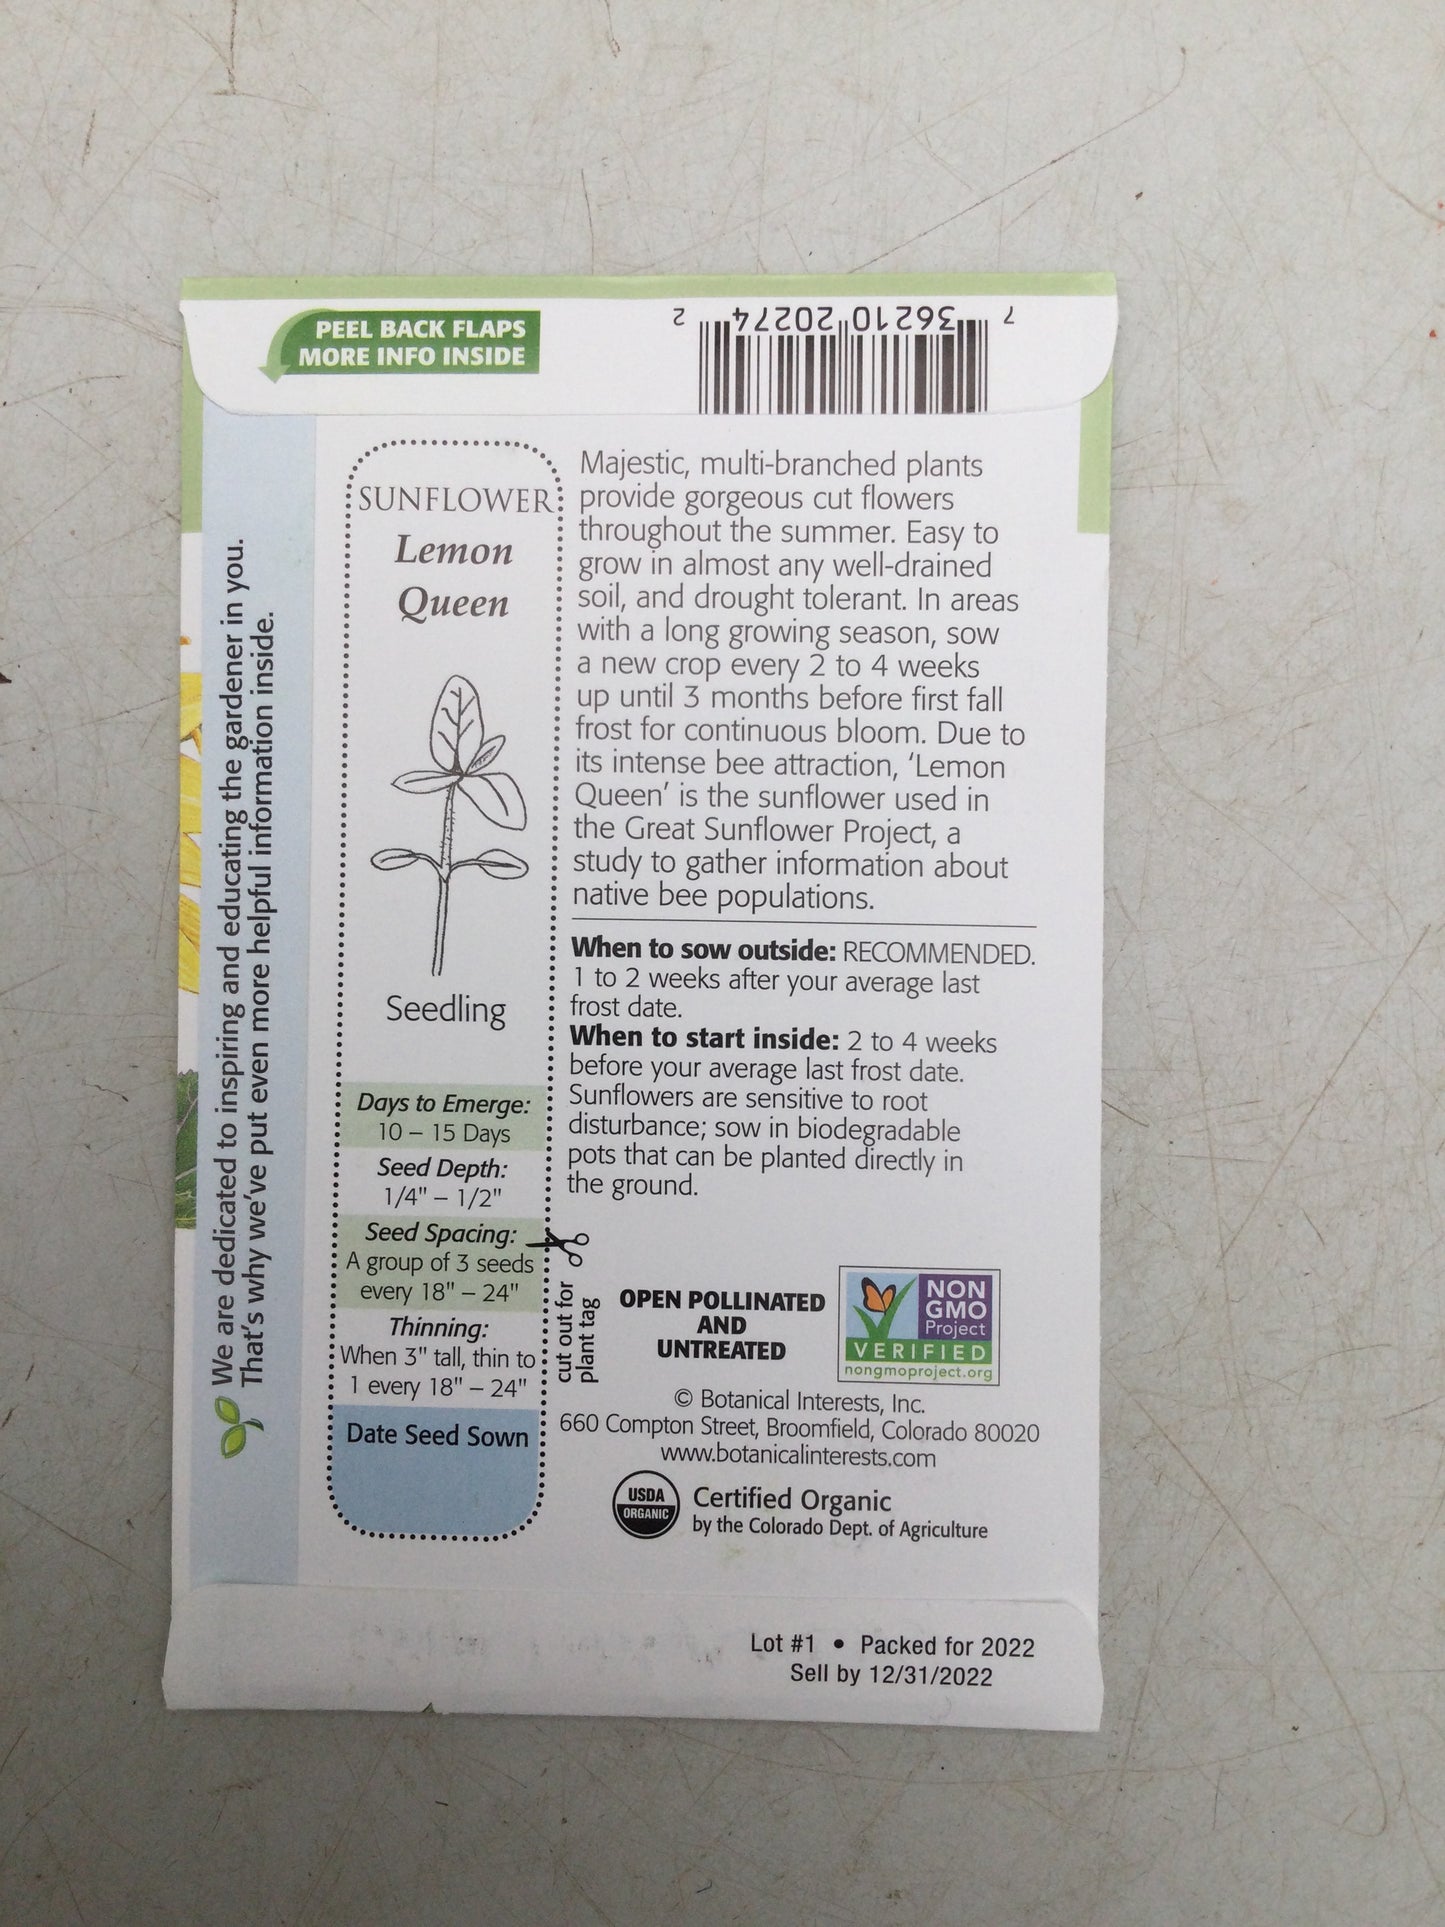 PEEL BACK FLAPS
MORE INFO INSIDE
7 36210 20274 2
We are dedicated to inspiring and educating the gardener in you.
That's why we've put even more helpful information inside.
SUNFLOWER
Lemon
Queen
Seedling
Days to Emerge:
10 – 15 Days
Seed Depth:
1/4" – 1/2"
Seed Spacing:
A group of 3 seeds
every 18" – 24"
Thinning:
When 3" tall, thin to
1 every 18" – 24"
Date Seed Sown
cut out for
plant tag
Majestic, multi-branched plants
provide gorgeous cut flowers
throughout the summer. Easy to
grow in almost any well-drained
soil, and drought tolerant. In areas
with a long growing season, sow
a new crop every 2 to 4 weeks
up until 3 months before first fall
frost for continuous bloom. Due to
its intense bee attraction, ‘Lemon
Queen’ is the sunflower used in
the Great Sunflower Project, a
study to gather information about
native bee populations.
When to sow outside: RECOMMENDED.
1 to 2 weeks after your average last
frost date.
When to start inside: 2 to 4 weeks
before your average last frost date.
Sunflowers are sensitive to root
disturbance; sow in biodegradable
pots that can be planted directly in
the ground.
OPEN POLLINATED
AND
UNTREATED
NON
GMO
Project
VERIFIED
nongmoproject.org
© Botanical Interests, Inc.
660 Compton Street, Broomfield, Colorado 80020
www.botanicalinterests.com
USDA
ORGANIC
Certified Organic
by the Colorado Dept. of Agriculture
Lot #1 • Packed for 2022
Sell by 12/31/2022